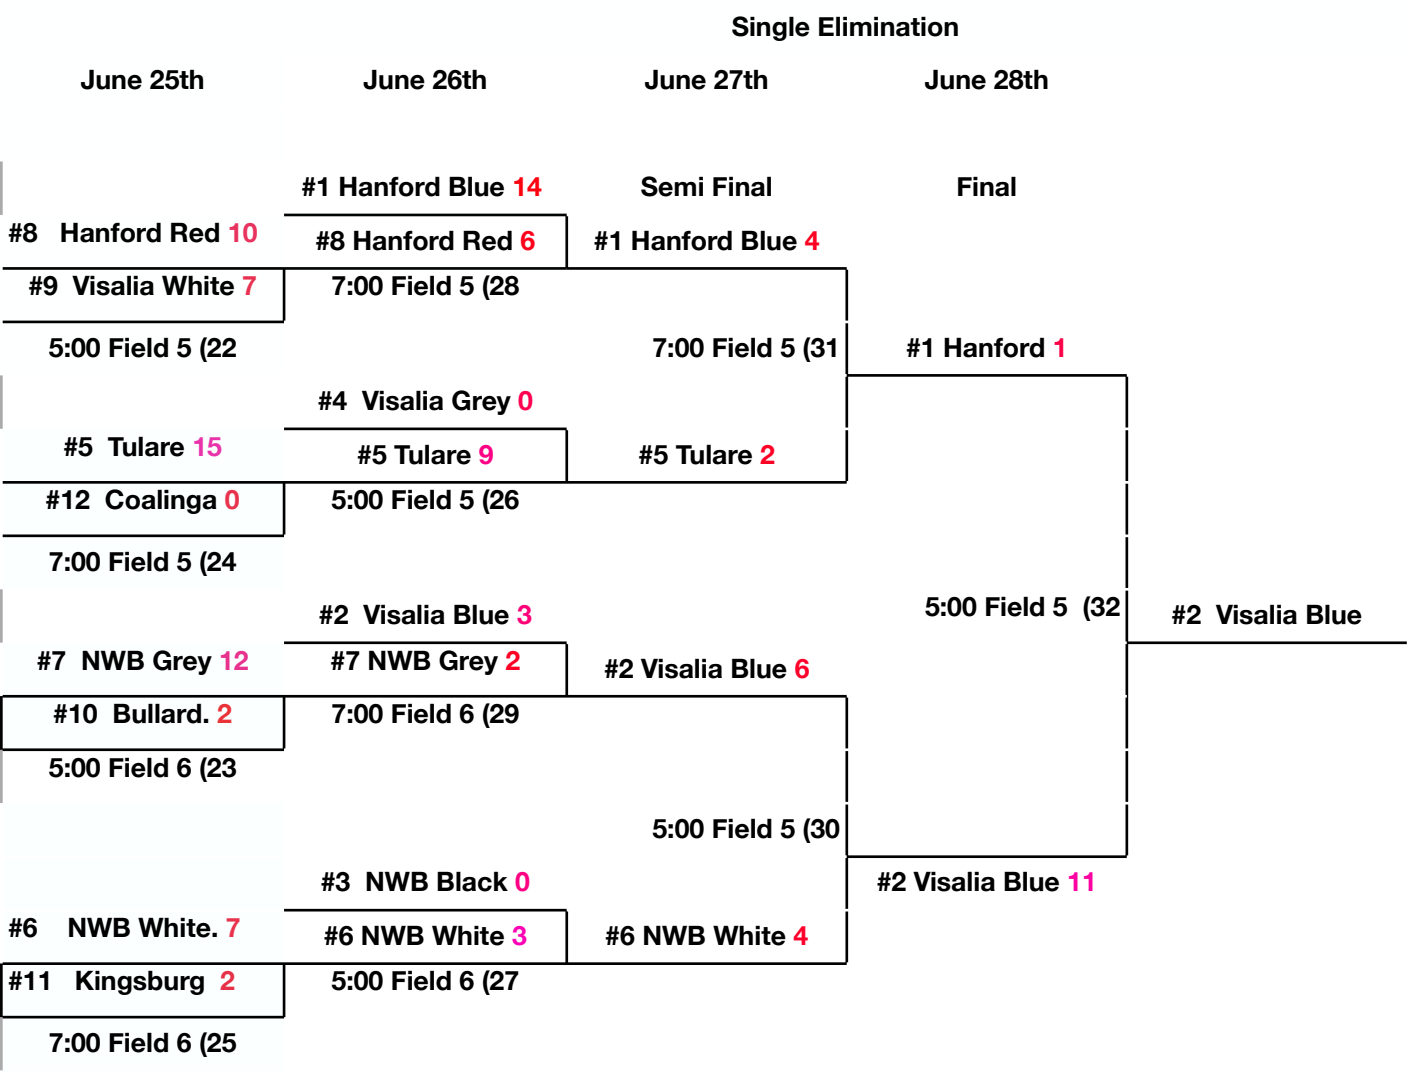 Single Elimination
June 25th June 26th June 27th June 28th
#1 Hanford Blue 14 Semi Final Final
#8 Hanford Red 10 #8 Hanford Red 6 #1 Hanford Blue 4
#9 Visalia White 7 7:00 Field 5 (28
5:00 Field 5 (22 7:00 Field 5 (31 #1 Hanford 1
#4 Visalia Grey 0
#5 Tulare 15 #5 Tulare 9 #5 Tulare 2
#12 Coalinga 0 5:00 Field 5 (26
7:00 Field 5 (24
#2 Visalia Blue 3 5:00 Field 5 (32 #2 Visalia Blue
#7 NWB Grey 12 #7 NWB Grey 2 #2 Visalia Blue 6
#10 Bullard. 2 7:00 Field 6 (29
5:00 Field 6 (23
5:00 Field 5 (30
#3 NWB Black 0 #2 Visalia Blue 11
#6 NWB White. 7 #6 NWB White 3 #6 NWB White 4
#11 Kingsburg 2 5:00 Field 6 (27
7:00 Field 6 (25